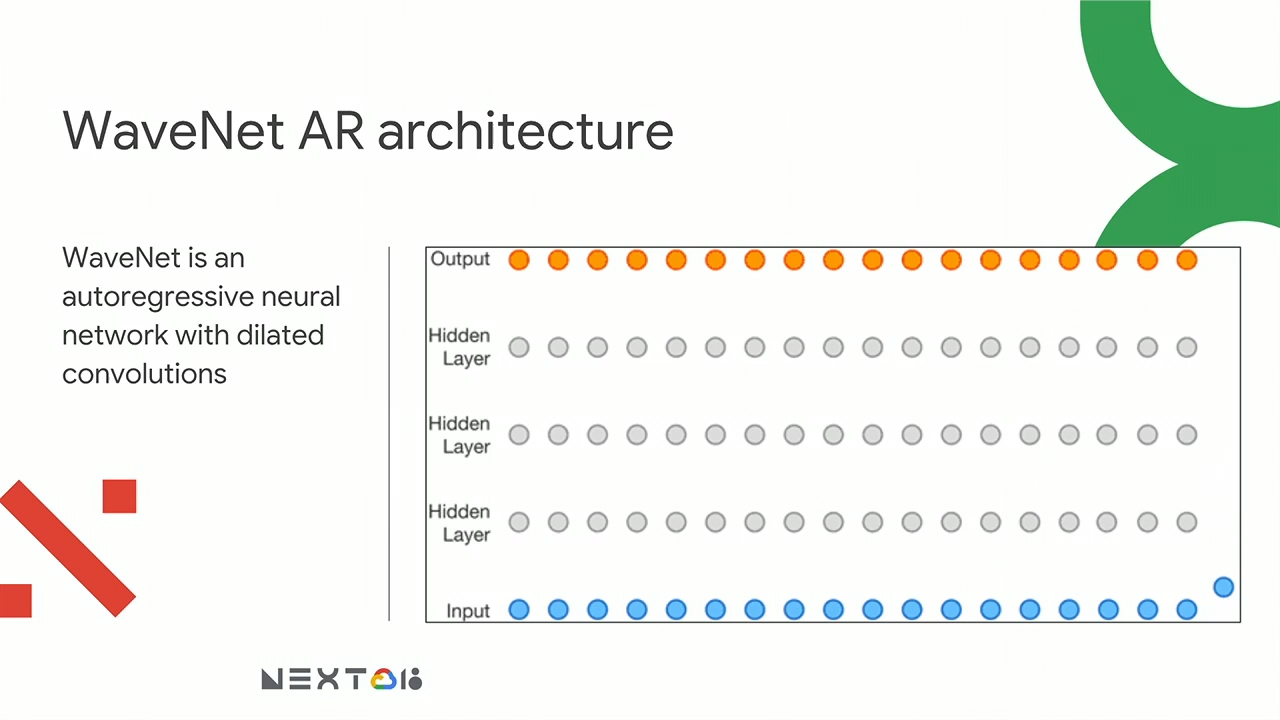 WaveNet AR architecture
WaveNet is an
autoregressive neural
network with dilated
convolutions
Output
Hidden
Layer
Hidden
Layer
Hidden
Layer
Input
NEXT18